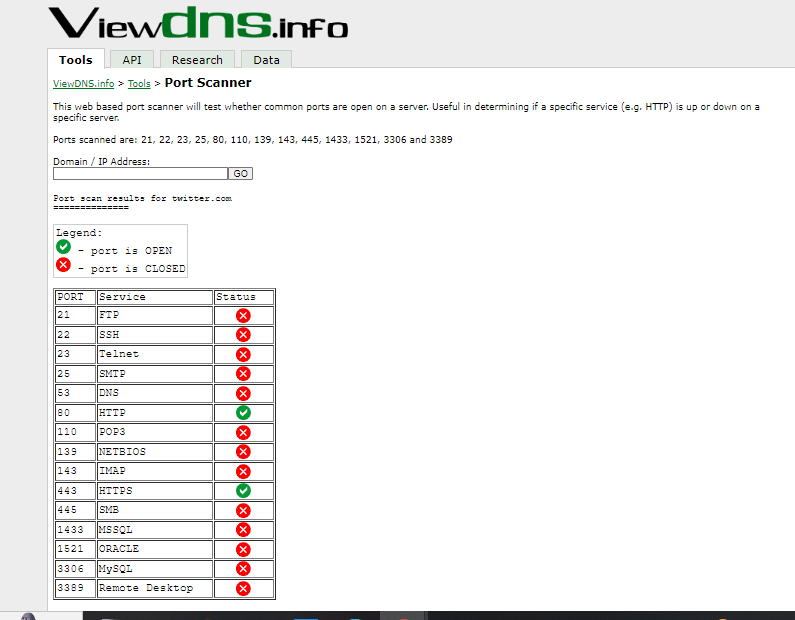 Viewdns.info
Tools API Research Data
ViewDNS.info > Tools > Port Scanner
This web based port scanner will test whether common ports are open on a server. Useful in determining if a specific service (e.g. HTTP) is up or down on a
specific server.
Ports scanned are: 21, 22, 23, 25, 80, 110, 139, 143, 445, 1433, 1521, 3306 and 3389
Domain / IP Address:
GO
Port scan results for twitter.com
==============
Legend:
- port is OPEN
- port is CLOSED
PORT Service Status
21 FTP
22 SSH
23 Telnet
25 SMTP
53 DNS
80 HTTP
110 POP3
139 NETBIOS
143 IMAP
443 HTTPS
445 SMB
1433 MSSQL
1521 ORACLE
3306 MySQL
3389 Remote Desktop